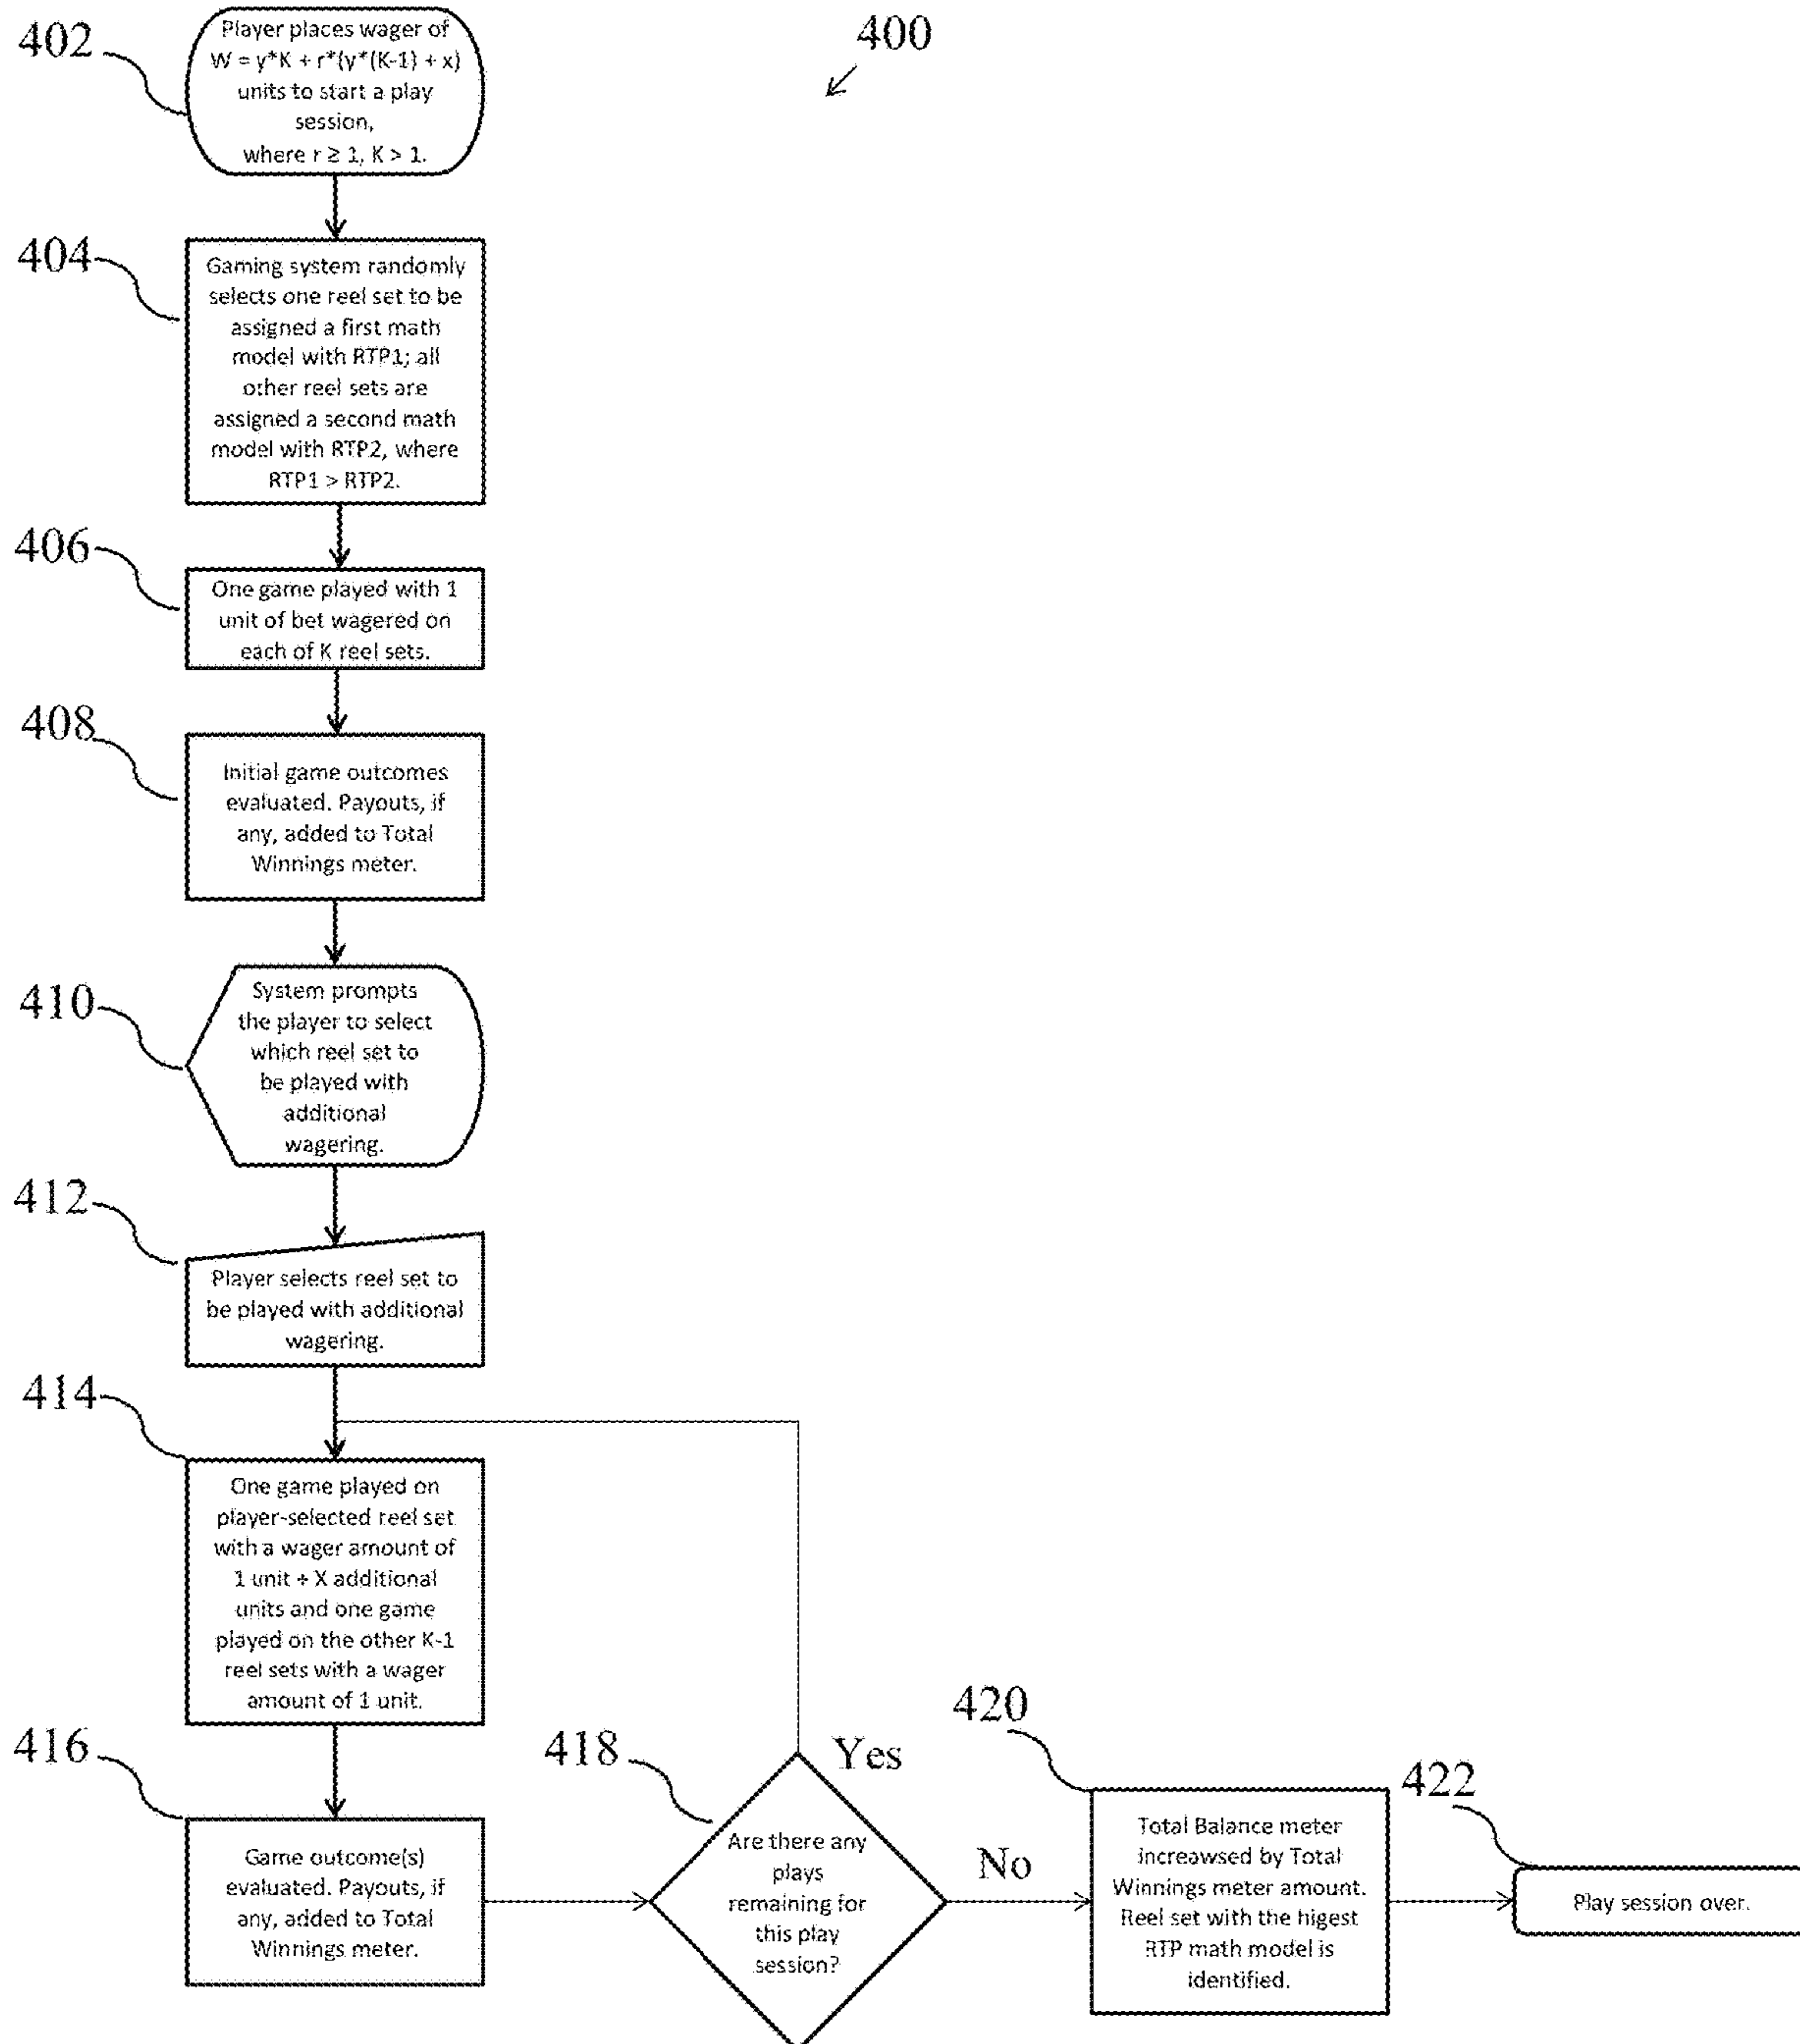 400
402
Player places wager of
W = y*K + r*(y*(K-1) + x)
units to start a play
session,
where r ≥ 1, K > 1.
404
Gaming system randomly
selects one reel set to be
assigned a first math
model with RTP1; all
other reel sets are
assigned a second math
model with RTP2, where
RTP1 > RTP2.
406
One game played with 1
unit of bet wagered on
each of K reel sets.
408
Initial game outcomes
evaluated. Payouts, if
any, added to Total
Winnings meter.
410
System prompts
the player to select
which reel set to
be played with
additional
wagering.
412
Player selects reel set to
be played with additional
wagering.
414
One game played on
player-selected reel set
with a wager amount of
1 unit + X additional
units and one game
played on the other K-1
reel sets with a wager
amount of 1 unit.
416
Game outcome(s)
evaluated. Payouts, if
any, added to Total
Winnings meter.
418
Yes
Are there any
plays
remaining for
this play
session?
No
420
Total Balance meter
increawsed by Total
Winnings meter amount.
Reel set with the higest
RTP math model is
identified.
422
Play session over.